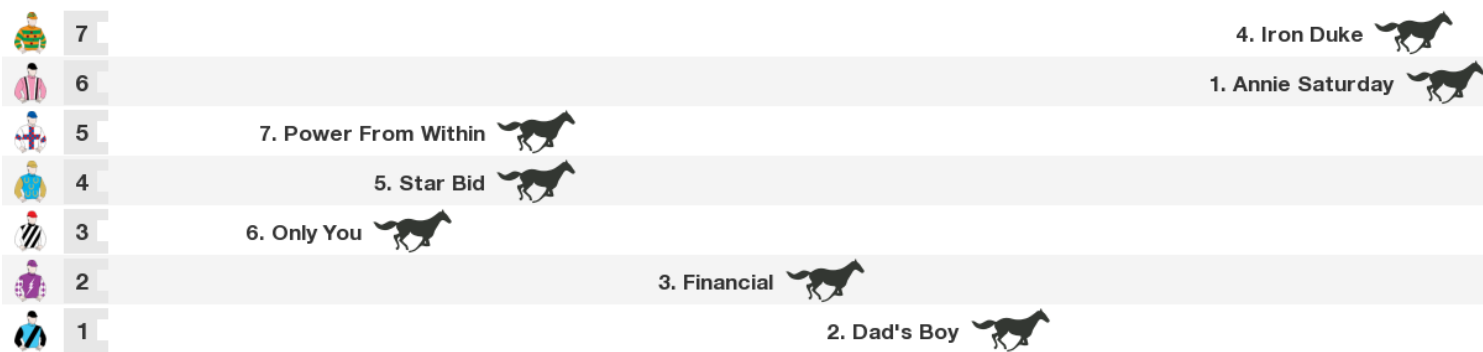 7 4. Iron Duke
6 1. Annie Saturday
5 7. Power From Within
4 5. Star Bid
3 6. Only You
2 3. Financial
1 2. Dad's Boy